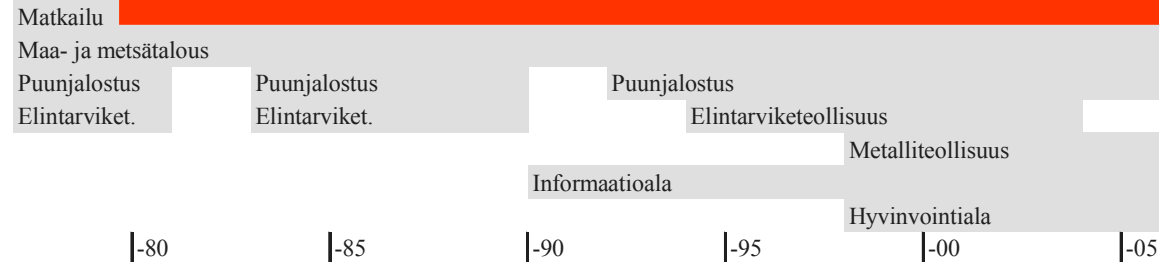 Matkailu
Maa- ja metsätalous
Puunjalostus Puunjalostus Puunjalostus
Elintarviket. Elintarviket. Elintarviketeollisuus
Metalliteollisuus
Informaatioala
Hyvinvointiala
-80 -85 -90 -95 -00 -05